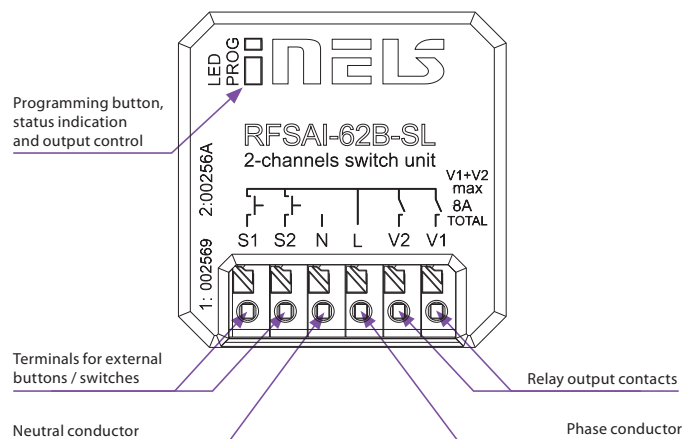 LED
PROG
INELS
Programming button,
status indication
and output control
RFSAI-62B-SL
2-channels switch unit
2:00256A
1: 002569
V1+V2
max
8A
TOTAL
S1 S2 N L V2 V1
Terminals for external
buttons / switches
Relay output contacts
Neutral conductor
Phase conductor